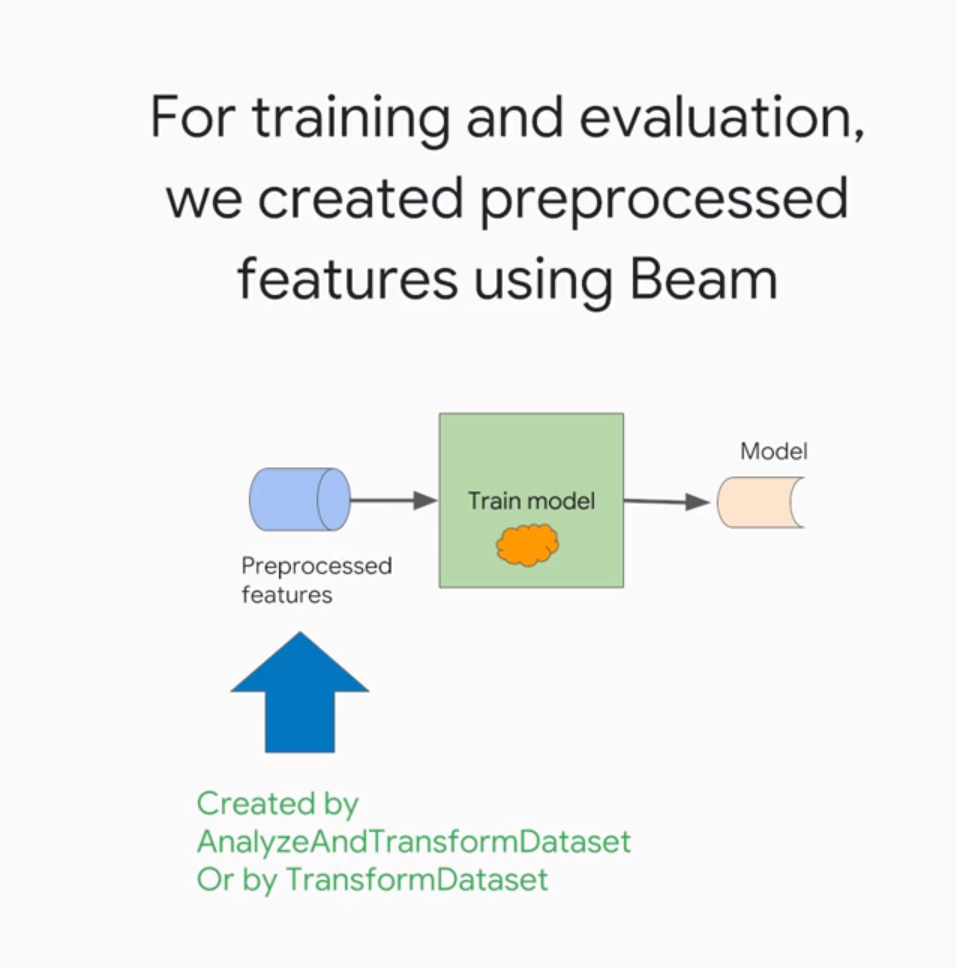 For training and evaluation,
we created preprocessed
features using Beam
Model
Train model
Preprocessed
features
Created by
AnalyzeAndTransformDataset
Or by TransformDataset